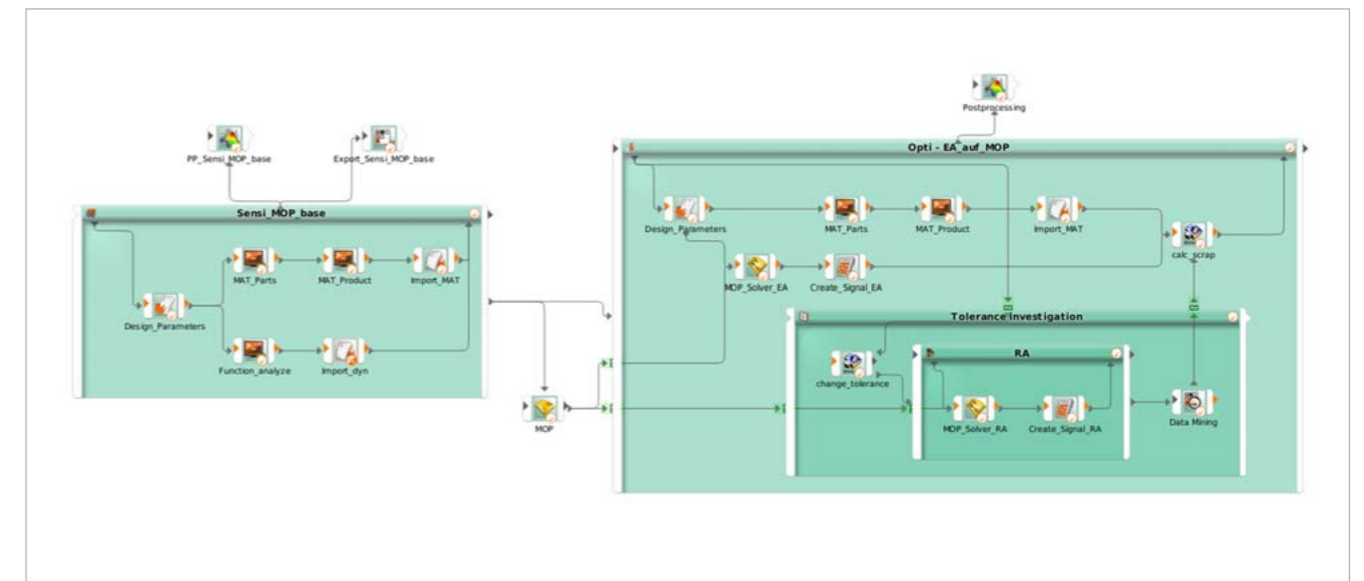 Postprocessing
PP_Sensi_MOP_base
Export_Sensi_MOP_base
Sensi_MOP_base
MAT_Parts
MAT_Product
Import_MAT
Design_Parameters
Function_analyze
Import_dyn
MOP
Opti - EA_auf_MOP
Design_Parameters
MAT_Parts
MAT_Product
Import_MAT
calc_scrap
MOP_Solver_EA
Create_Signal_EA
Tolerance investigation
RA
change_tolerance
MOP_Solver_RA
Create_Signal_RA
Data Mining